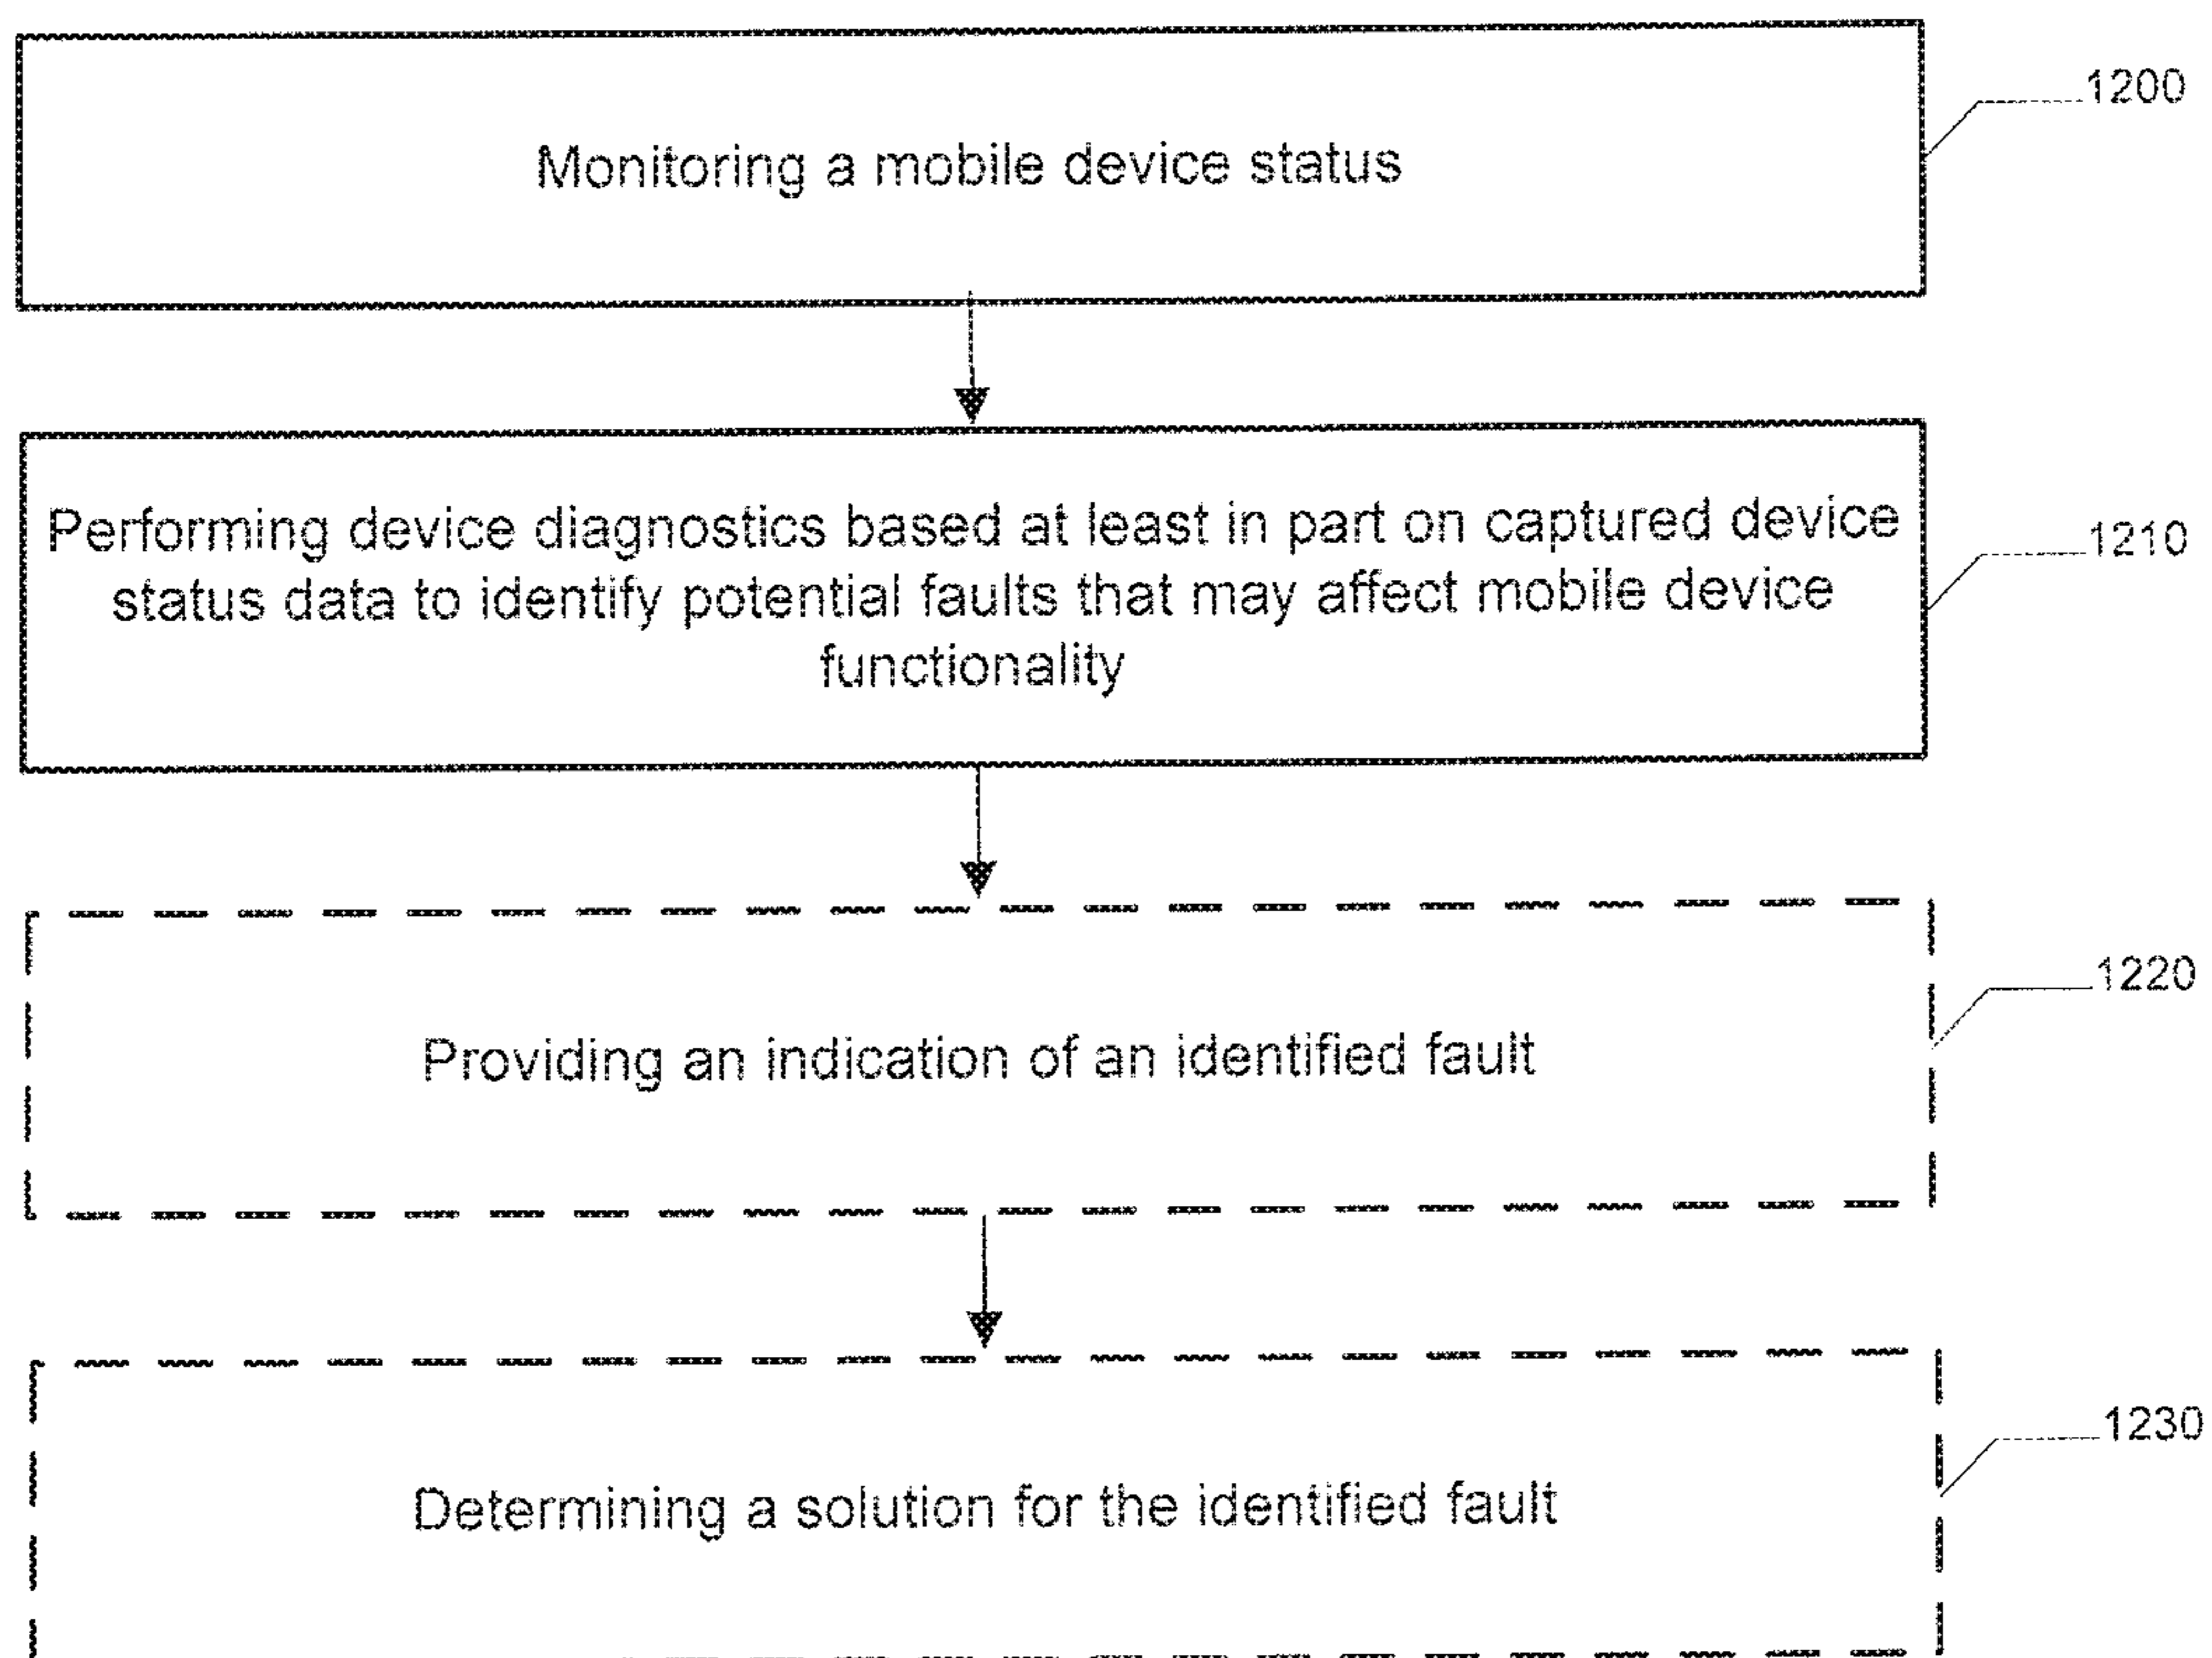 Monitoring a mobile device status
1200
Performing device diagnostics based at least in part on captured device
status data to identify potential faults that may affect mobile device
functionality
1210
Providing an indication of an identified fault
1220
Determining a solution for the identified fault
1230